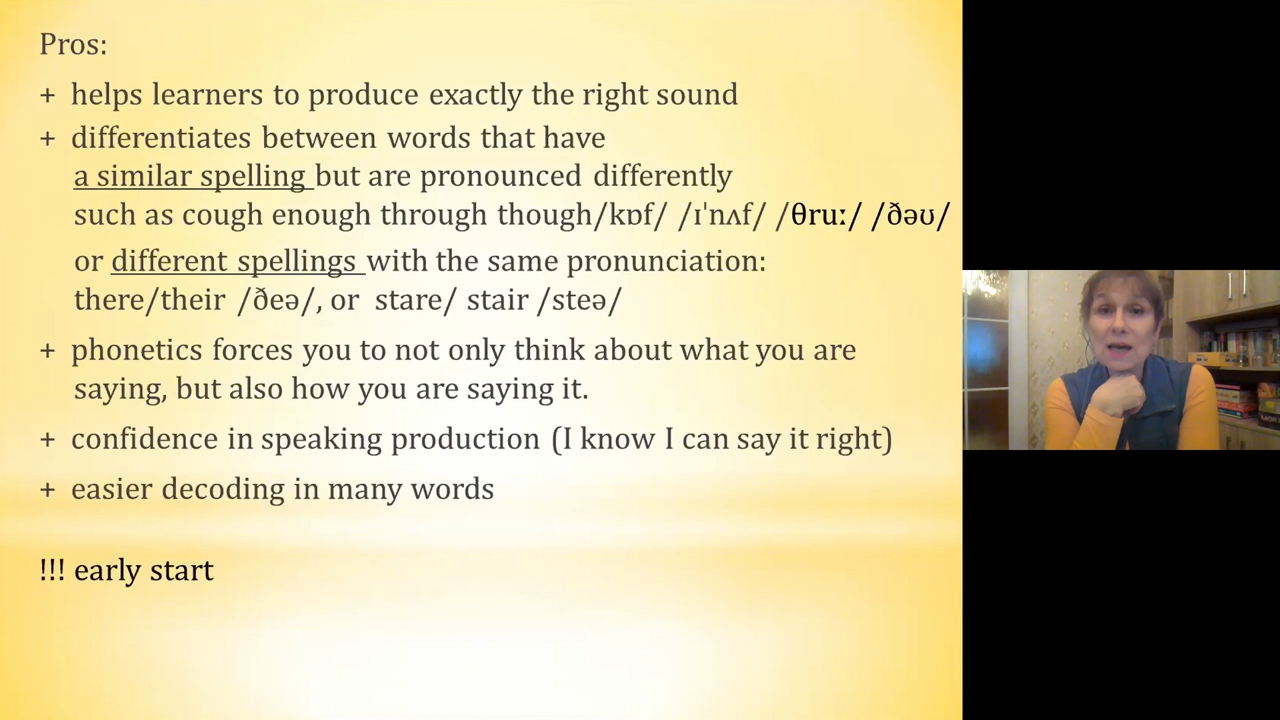 Pros:
+ helps learners to produce exactly the right sound
+ differentiates between words that have
a similar spelling but are pronounced differently
such as cough enough through though/kɒf/ /ɪˈnʌf/ /θruː/ /ðəʊ/
or different spellings with the same pronunciation:
there/their /ðeə/, or stare/ stair /steə/
+ phonetics forces you to not only think about what you are
saying, but also how you are saying it.
+ confidence in speaking production (I know I can say it right)
+ easier decoding in many words
!!! early start